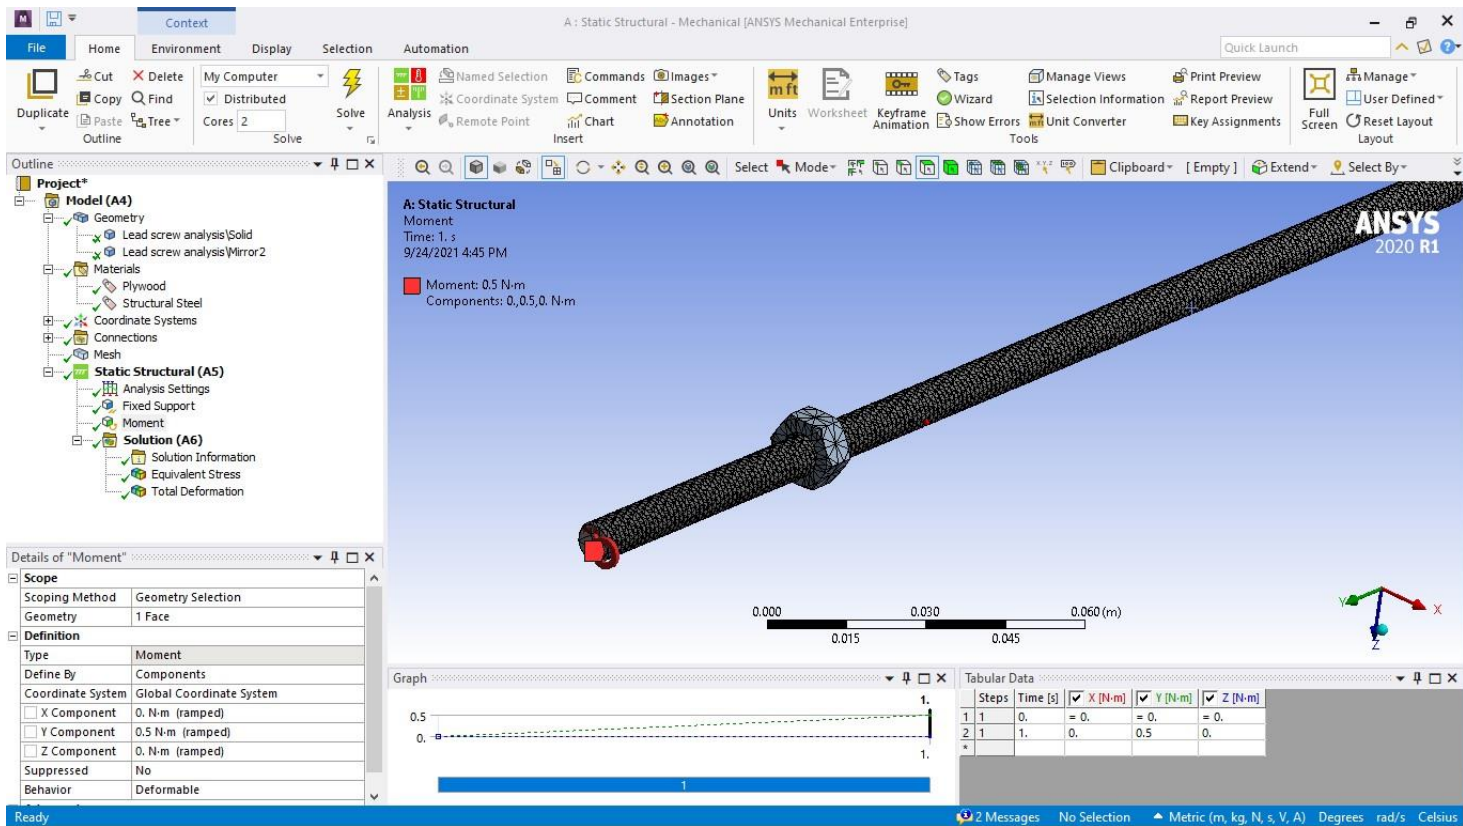 M
Context
A : Static Structural - Mechanical [ANSYS Mechanical Enterprise]
File Home Environment Display Selection Automation
Quick Launch
Duplicate
Cut
Copy
Paste
Delete
Find
Tree
Outline
My Computer
Distributed
Cores 2
Solve
Solve
Analysis
Named Selection
Coordinate System
Remote Point
Commands
Comment
Chart
Images
Section Plane
Annotation
Insert
Units
Worksheet
Keyframe
Animation
Tags
Wizard
Show Errors
Manage Views
Selection Information
Unit Converter
Print Preview
Report Preview
Key Assignments
Tools
Full
Screen
Manage
User Defined
Reset Layout
Layout
Outline
Select Mode
Clipboard [ Empty ] Extend Select By
Project*
Model (A4)
Geometry
Lead screw analysis\Solid
Lead screw analysis\Mirror2
Materials
Plywood
Structural Steel
Coordinate Systems
Connections
Mesh
Static Structural (A5)
Analysis Settings
Fixed Support
Moment
Solution (A6)
Solution Information
Equivalent Stress
Total Deformation
A: Static Structural
Moment
Time: 1. s
9/24/2021 4:45 PM
Moment: 0.5 N·m
Components: 0.,0.5,0. N·m
ANSYS
2020 R1
0.000 0.030 0.060 (m)
0.015 0.045
Y X
Z
Details of "Moment"
Scope
Scoping Method Geometry Selection
Geometry 1 Face
Definition
Type Moment
Define By Components
Coordinate System Global Coordinate System
X Component 0. N·m (ramped)
Y Component 0.5 N·m (ramped)
Z Component 0. N·m (ramped)
Suppressed No
Behavior Deformable
Graph
1.
0.5
0.
1.
1
Tabular Data
Steps Time [s] X [N·m] Y [N·m] Z [N·m]
1 1 0. = 0. = 0. = 0.
2 1 1. 0. 0.5 0.
*
Ready
2 Messages No Selection Metric (m, kg, N, s, V, A) Degrees rad/s Celsius